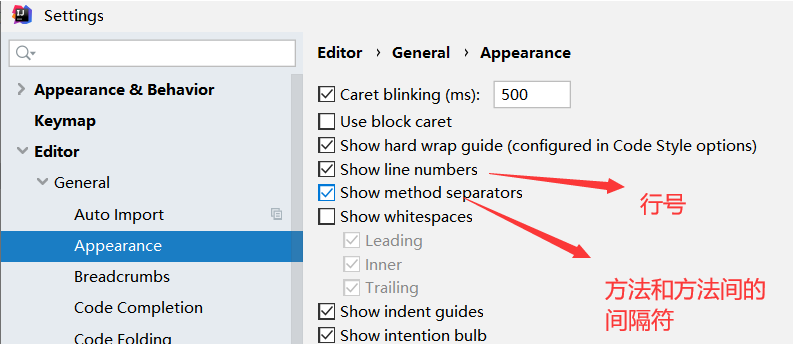 Settings
Editor › General › Appearance
Appearance & Behavior
Keymap
Editor
General
Auto Import
Appearance
Breadcrumbs
Code Completion
Code Folding
Caret blinking (ms): 500
Use block caret
Show hard wrap guide (configured in Code Style options)
Show line numbers
Show method separators
Show whitespaces
Leading
Inner
Trailing
Show indent guides
Show intention bulb
行号
方法和方法间的
间隔符